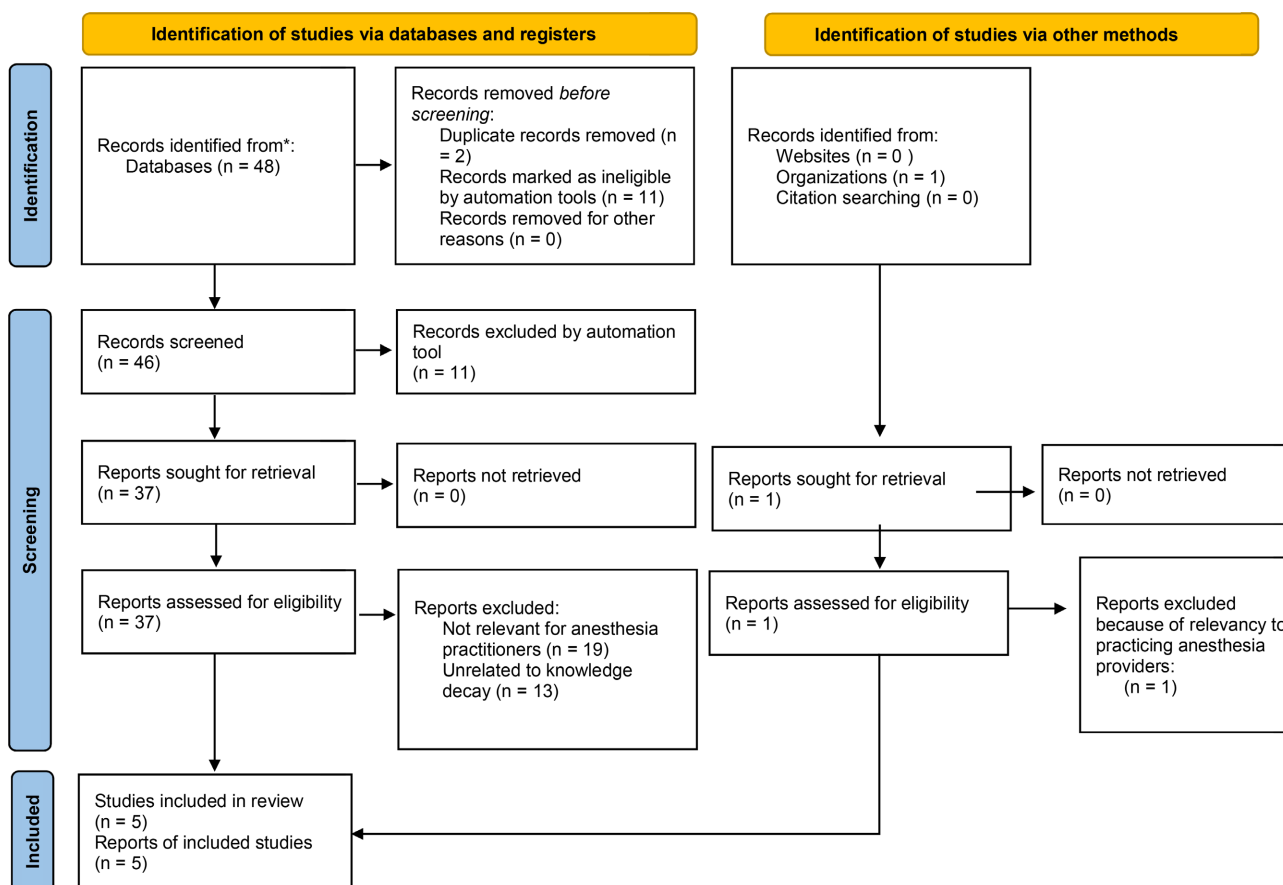 Identification of studies via databases and registers
Identification of studies via other methods
Identification
Records identified from*:
Databases (n = 48)
Records removed before
screening:
Duplicate records removed (n
= 2)
Records marked as ineligible
by automation tools (n = 11)
Records removed for other
reasons (n = 0)
Records identified from:
Websites (n = 0 )
Organizations (n = 1)
Citation searching (n = 0)
Screening
Records screened
(n = 46)
Records excluded by automation
tool
(n = 11)
Reports sought for retrieval
(n = 37)
Reports not retrieved
(n = 0)
Reports sought for retrieval
(n = 1)
Reports not retrieved
(n = 0)
Reports assessed for eligibility
(n = 37)
Reports excluded:
Not relevant for anesthesia
practitioners (n = 19)
Unrelated to knowledge
decay (n = 13)
Reports assessed for eligibility
(n = 1)
Reports excluded
because of relevancy to
practicing anesthesia
providers:
(n = 1)
Included
Studies included in review
(n = 5)
Reports of included studies
(n = 5)